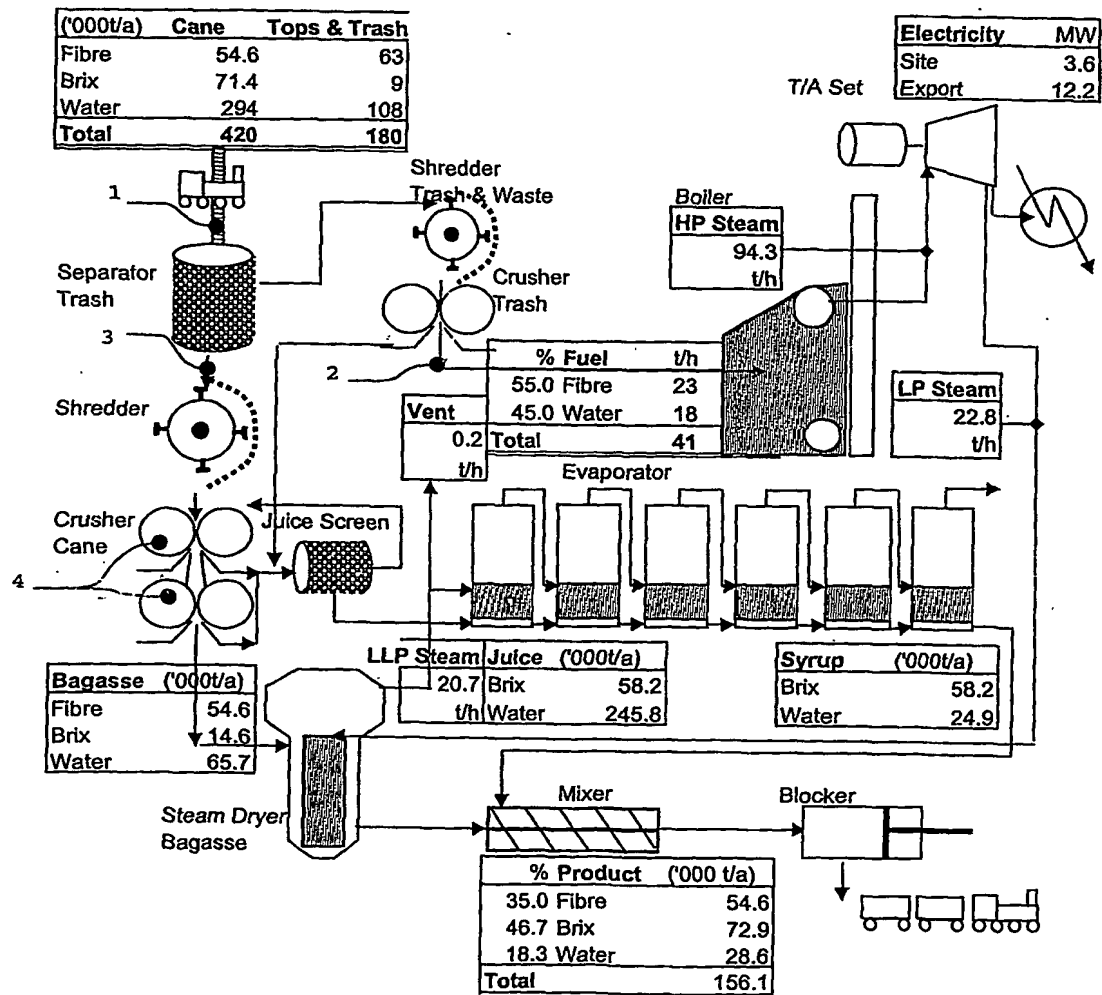 ('000t/a) Cane Tops & Trash
Fibre 54.6 63
Brix 71.4 9
Water 294 108
Total 420 180
Electricity MW
Site 3.6
Export 12.2
T/A Set
1
Shredder
Trash & Waste
Boiler
HP Steam
94.3
t/h
Separator
Trash
Crusher
Trash
3
2
% Fuel t/h
55.0 Fibre 23
45.0 Water 18
Total 41
LP Steam
22.8
t/h
Shredder
Vent
0.2
t/h
Evaporator
Crusher
Cane
Juice Screen
4
LLP Steam
20.7
t/h
Juice ('000t/a)
Brix 58.2
Water 245.8
Syrup ('000t/a)
Brix 58.2
Water 24.9
Bagasse ('000t/a)
Fibre 54.6
Brix 14.6
Water 65.7
Steam Dryer
Bagasse
Mixer
Blocker
% Product ('000 t/a)
35.0 Fibre 54.6
46.7 Brix 72.9
18.3 Water 28.6
Total 156.1